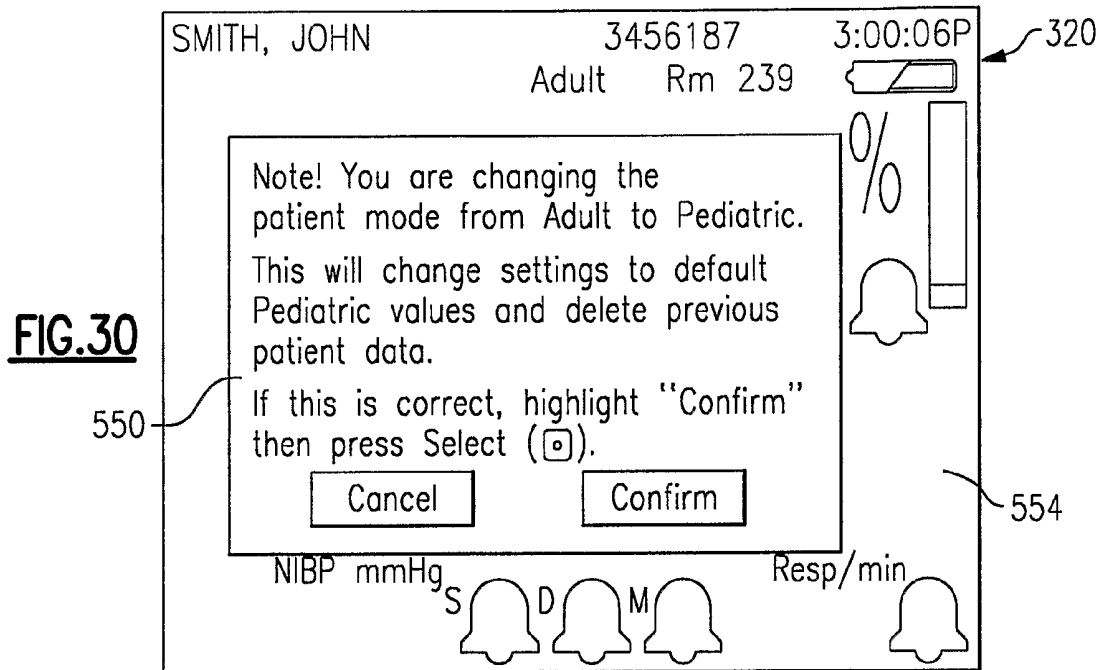 SMITH, JOHN 3456187 3:00:06P 320
Adult Rm 239
%
Note! You are changing the
patient mode from Adult to Pediatric.
This will change settings to default
Pediatric values and delete previous
patient data.
FIG.30
If this is correct, highlight "Confirm"
550
then press Select ( ).
Cancel Confirm
554
NIBP mmHg Resp/min
S D M